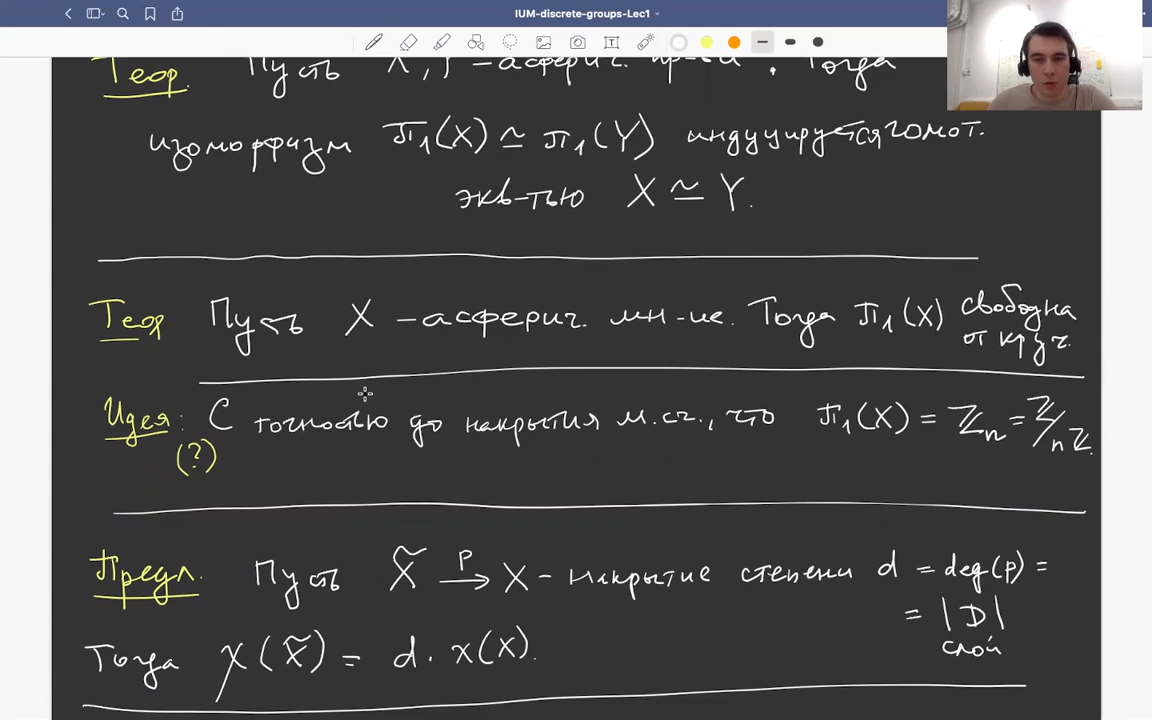 IUM-discrete-groups-Lec1
Теор. Пусть X, Y – асферич. пр-ва. Тогда
изоморфизм π₁(X) ≃ π₁(Y) индуцируется гомот.
экв-тью X ≃ Y.
Теор Пусть X – асферич. мн-ие. Тогда π₁(X) свободна
от круч.
Идея: С точностью до накрытия м.сч., что π₁(X) = ℤₙ = ℤ/nℤ.
(?)
Предл. Пусть X̃ →ᵖ X – накрытие степени d = deg(p) =
= |D|
слой
Тогда χ(X̃) = d · χ(X).